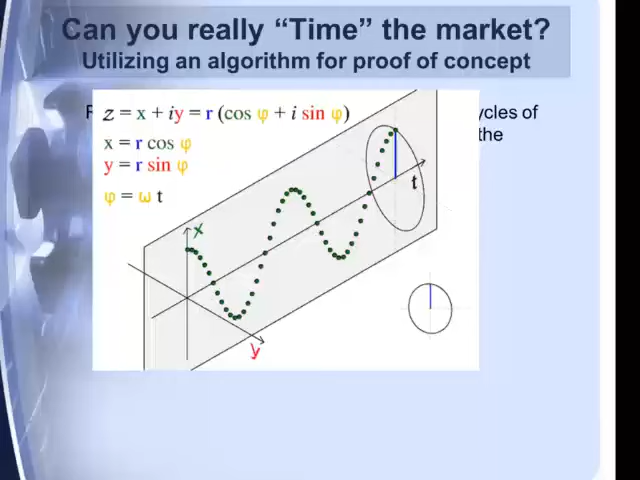 Can you really “Time” the market?
Utilizing an algorithm for proof of concept
cycles of
the
z = x + iy = r (cos φ + i sin φ)
x = r cos φ
y = r sin φ
φ = ω t
t
x
y